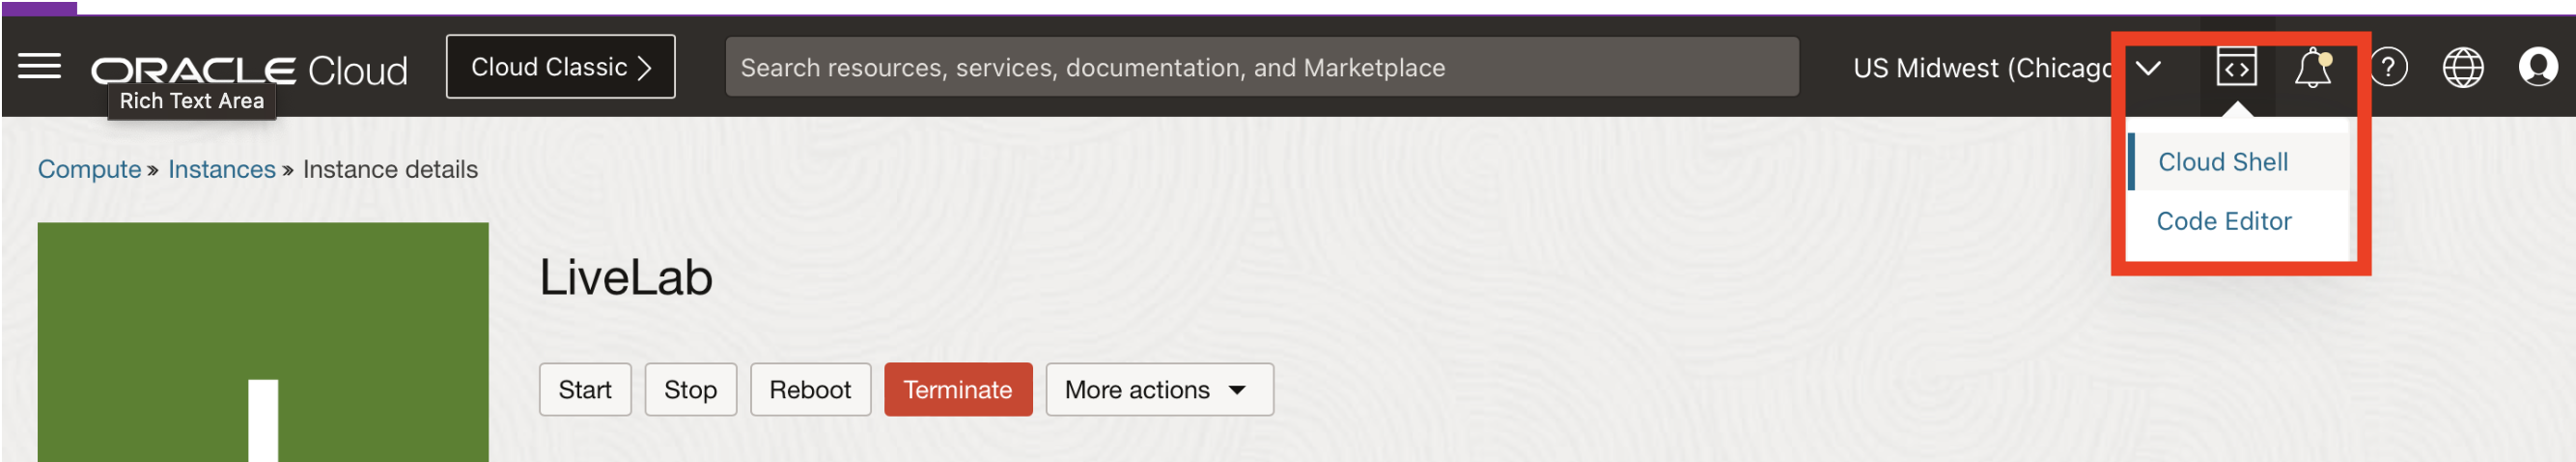 ORACLE Cloud
Cloud Classic
Search resources, services, documentation, and Marketplace
US Midwest (Chicago
Rich Text Area
Cloud Shell
Code Editor
Compute » Instances » Instance details
LiveLab
Start Stop Reboot Terminate More actions